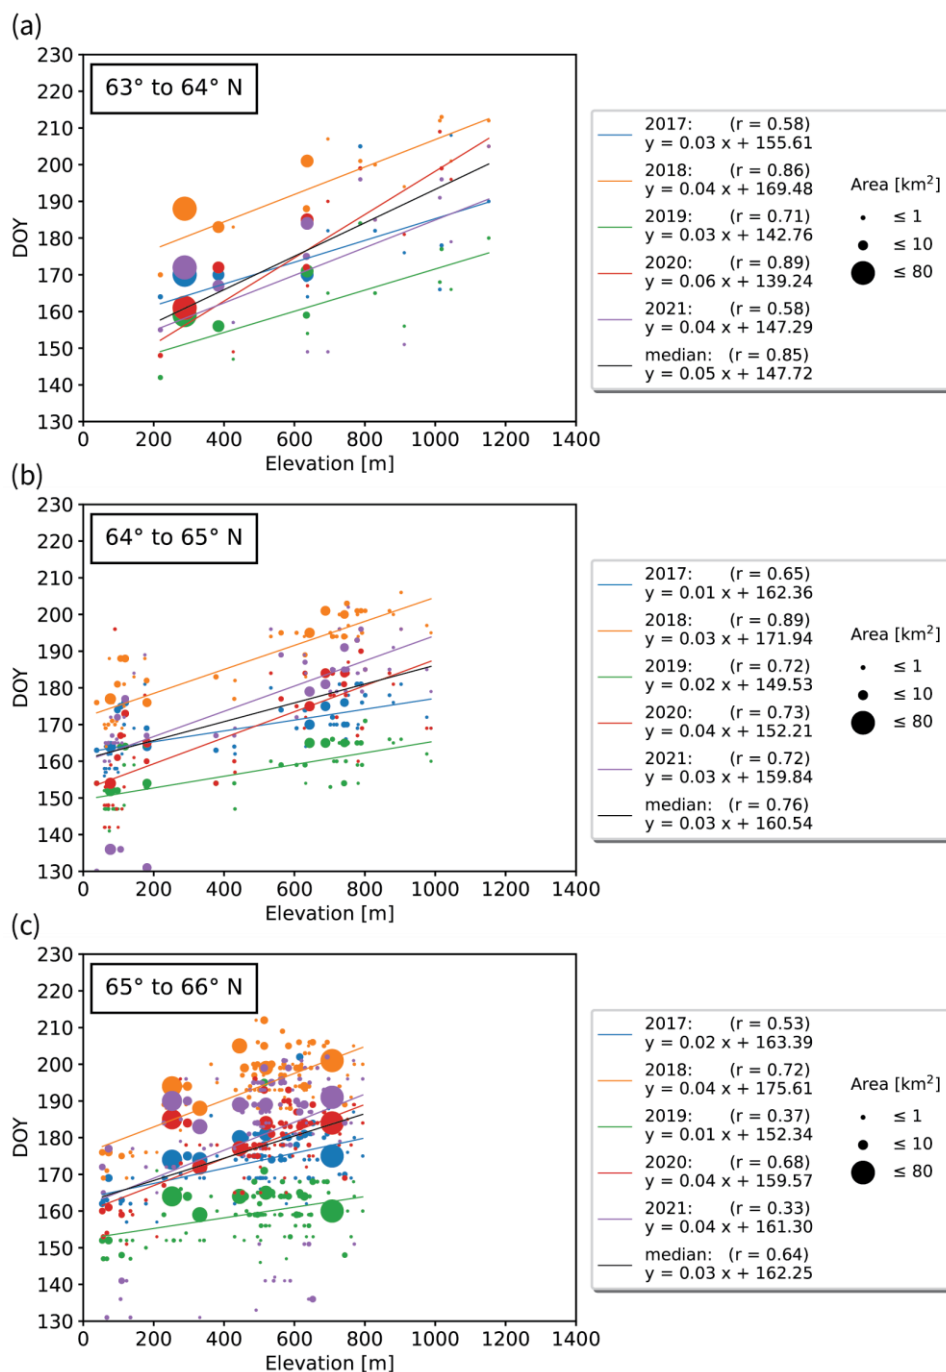 (a)
230
220
210
200
190
180
170
160
150
140
130
DOY
63° to 64° N
0 200 400 600 800 1000 1200 1400
Elevation [m]
2017: (r = 0.58)
y = 0.03 x + 155.61
2018: (r = 0.86)
y = 0.04 x + 169.48
2019: (r = 0.71)
y = 0.03 x + 142.76
2020: (r = 0.89)
y = 0.06 x + 139.24
2021: (r = 0.58)
y = 0.04 x + 147.29
median: (r = 0.85)
y = 0.05 x + 147.72
Area [km²]
≤ 1
≤ 10
≤ 80
(b)
230
220
210
200
190
180
170
160
150
140
130
DOY
64° to 65° N
0 200 400 600 800 1000 1200 1400
Elevation [m]
2017: (r = 0.65)
y = 0.01 x + 162.36
2018: (r = 0.89)
y = 0.03 x + 171.94
2019: (r = 0.72)
y = 0.02 x + 149.53
2020: (r = 0.73)
y = 0.04 x + 152.21
2021: (r = 0.72)
y = 0.03 x + 159.84
median: (r = 0.76)
y = 0.03 x + 160.54
Area [km²]
≤ 1
≤ 10
≤ 80
(c)
230
220
210
200
190
180
170
160
150
140
130
DOY
65° to 66° N
0 200 400 600 800 1000 1200 1400
Elevation [m]
2017: (r = 0.53)
y = 0.02 x + 163.39
2018: (r = 0.72)
y = 0.04 x + 175.61
2019: (r = 0.37)
y = 0.01 x + 152.34
2020: (r = 0.68)
y = 0.04 x + 159.57
2021: (r = 0.33)
y = 0.04 x + 161.30
median: (r = 0.64)
y = 0.03 x + 162.25
Area [km²]
≤ 1
≤ 10
≤ 80